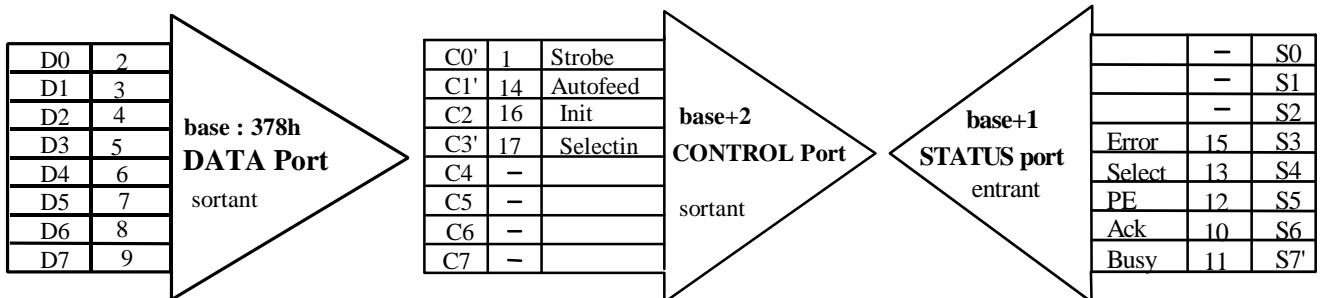 D0 2
D1 3
D2 4
D3 5
D4 6
D5 7
D6 8
D7 9
base : 378h
DATA Port
sortant
C0' 1 Strobe
C1' 14 Autofeed
C2 16 Init
C3' 17 Selectin
C4 –
C5 –
C6 –
C7 –
base+2
CONTROL Port
sortant
base+1
STATUS port
entrant
– S0
– S1
– S2
Error 15 S3
Select 13 S4
PE 12 S5
Ack 10 S6
Busy 11 S7'